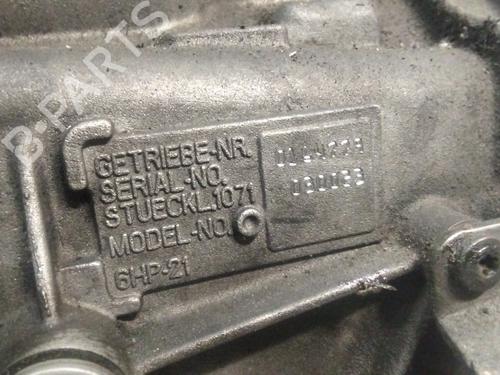 B-PARTS
GETRIEBE-NR.
SERIAL-NO.
STUECKL.1071
MODEL-NO.
6HP-21